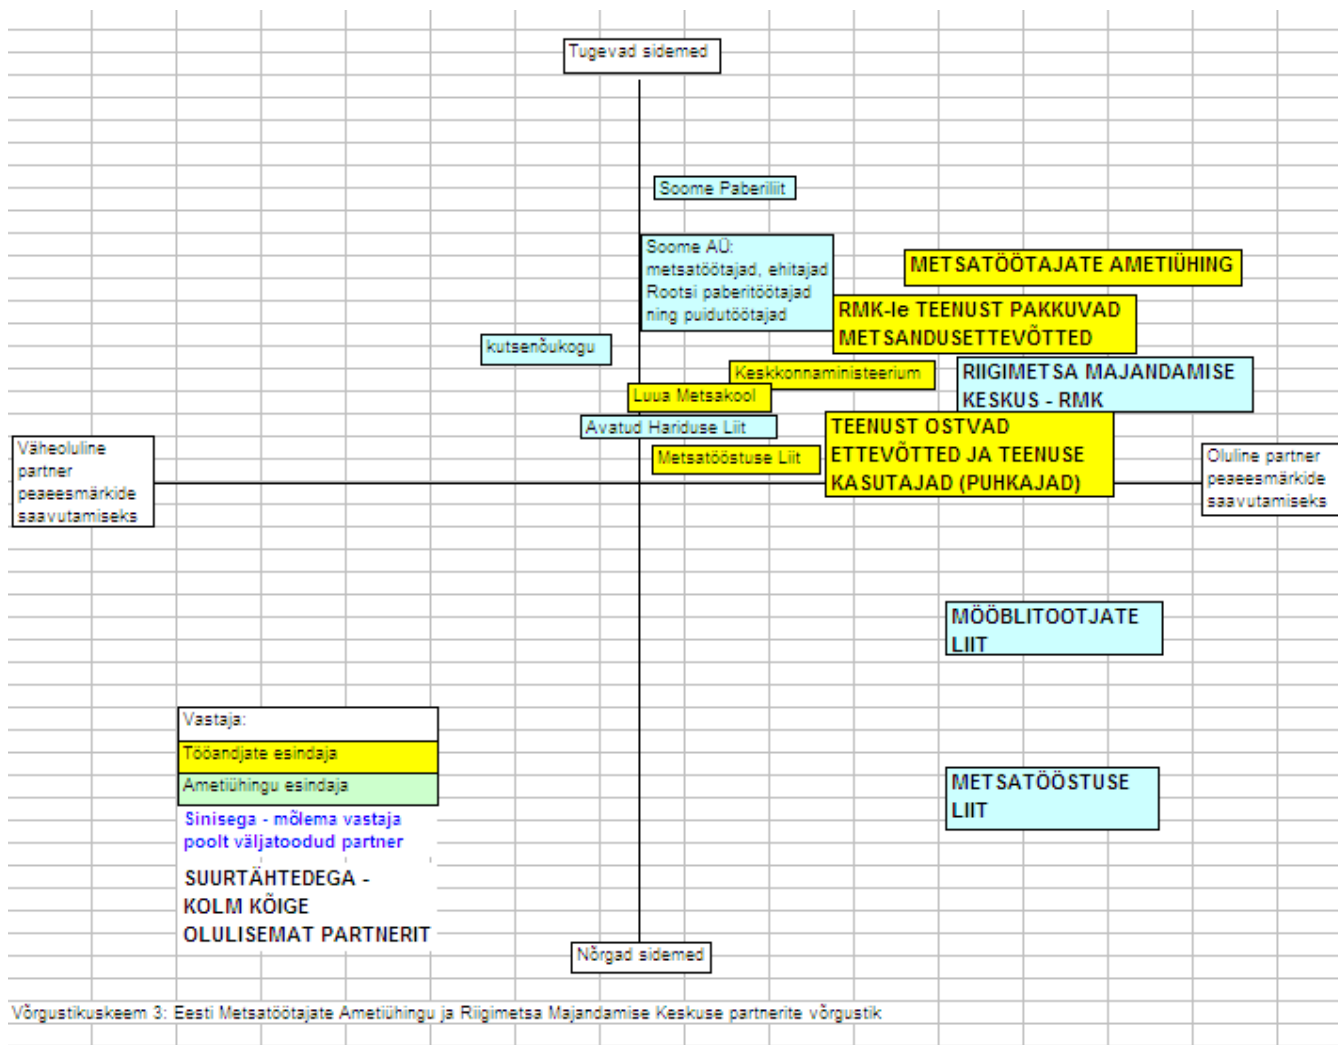 Tugevad sidemed
Soome Paberiliit
Soome AÜ:
metsatöötajad, ehitajad
Rootsi paberitöötajad
ning puidutöötajad
METSATÖÖTAJATE AMETIÜHING
RMK-le TEENUST PAKKUVAD
METSANDUSETTEVÕTTED
kutsenõukogu
Keskkonnaministeerium
RIIGIMETSA MAJANDAMISE
KESKUS - RMK
Luua Metsakool
Avatud Hariduse Liit
TEENUST OSTVAD
ETTEVÕTTED JA TEENUSE
KASUTAJAD (PUHKAJAD)
Metsatööstuse Liit
Väheoluline
partner
peaeesmärkide
saavutamiseks
Oluline partner
peaeesmärkide
saavutamiseks
MÖÖBLITOOTJATE
LIIT
METSATÖÖSTUSE
LIIT
Vastaja:
Tööandjate esindaja
Ametiühingu esindaja
Sinisega - mõlema vastaja
poolt väljatoodud partner
SUURTÄHTEDEGA -
KOLM KÕIGE
OLULISEMAT PARTNERIT
Nõrgad sidemed
Võrgustikuskeem 3: Eesti Metsatöötajate Ametiühingu ja Riigimetsa Majandamise Keskuse partnerite võrgustik